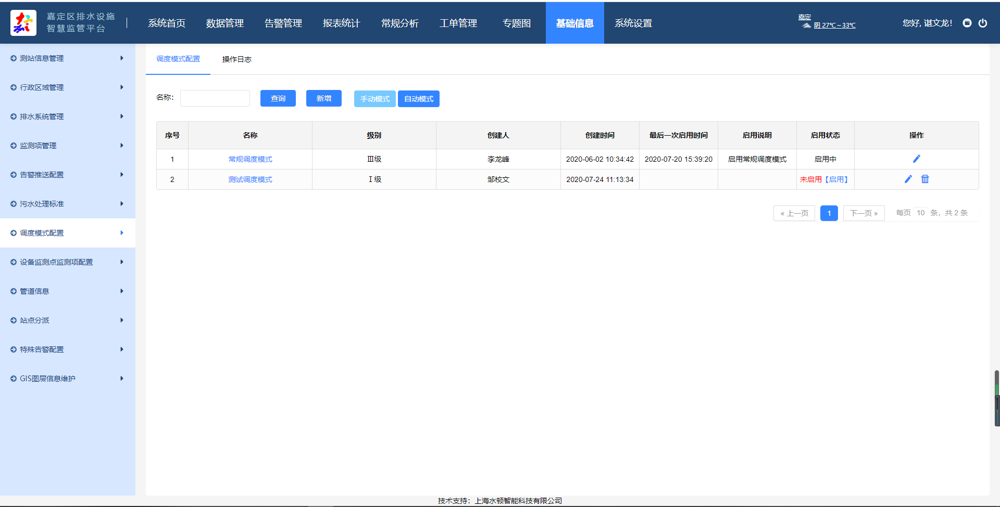 嘉定区排水设施
智慧监管平台
系统首页 数据管理 告警管理 报表统计 常规分析 工单管理 专题图 基础信息 系统设置
嘉定
阴 27℃～33℃
您好, 谌文龙!
测站信息管理
行政区域管理
排水系统管理
监测项管理
告警推送配置
污水处理标准
调度模式配置
设备监测点监测项配置
管道信息
站点分派
特殊告警配置
GIS图层信息维护
调度模式配置 操作日志
名称: 查询 新增 手动模式 自动模式
序号 名称 级别 创建人 创建时间 最后一次启用时间 启用说明 启用状态 操作
1 常规调度模式 Ⅲ级 李龙峰 2020-06-02 10:34:42 2020-07-20 15:39:20 启用常规调度模式 启用中
2 测试调度模式 Ⅰ级 邹校文 2020-07-24 11:13:34 未启用【启用】
« 上一页 1 下一页 » 每页 10 条，共 2 条
技术支持：上海水顿智能科技有限公司